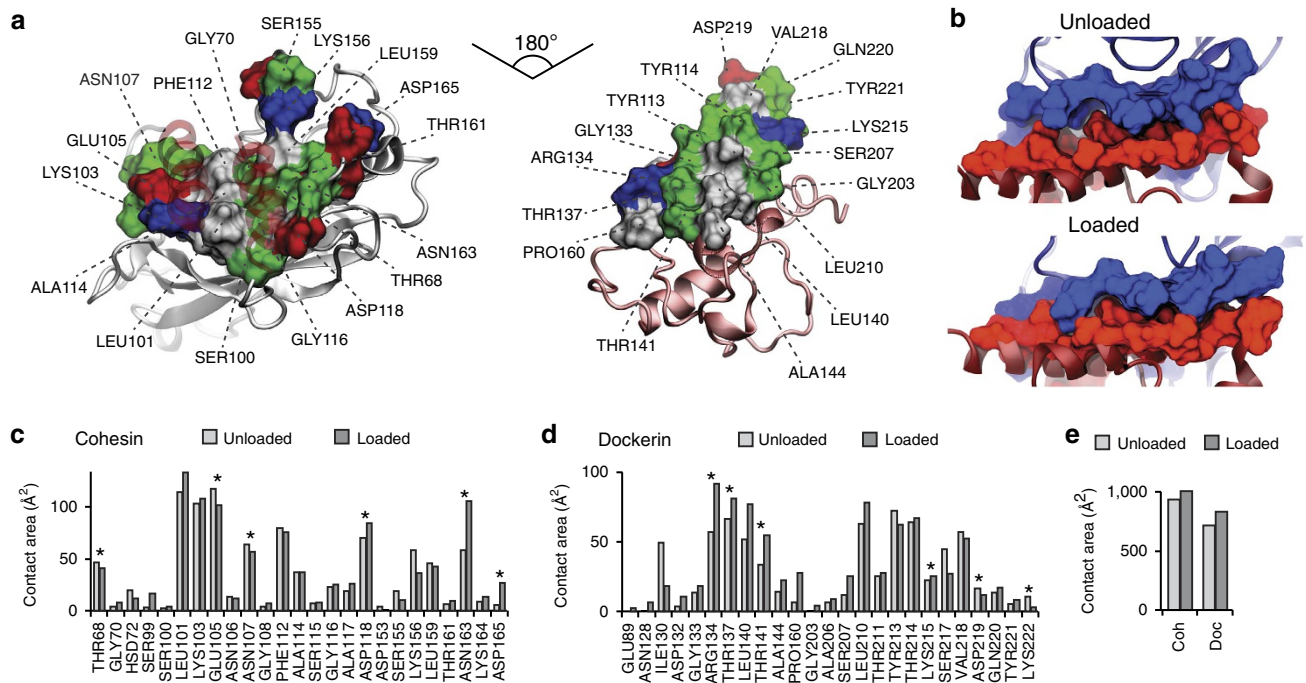 a
SER155
GLY70
LYS156
LEU159
ASN107
PHE112
ASP165
THR161
GLU105
LYS103
ASN163
THR68
ASP118
ALA114
LEU101
SER100
GLY116
180°
ASP219
VAL218
TYR114
GLN220
TYR113
TYR221
GLY133
LYS215
ARG134
SER207
GLY203
THR137
PRO160
LEU210
LEU140
THR141
ALA144
b
Unloaded
Loaded
c
Cohesin
Unloaded
Loaded
Contact area (Å²)
100
50
0
*
*
*
*
*
*
THR68
GLY70
HSD72
SER99
SER100
LEU101
LYS103
GLU105
ASN106
ASN107
GLY108
PHE112
ALA114
SER115
GLY116
ALA117
ASP118
ASP153
SER155
LYS156
LEU159
THR161
ASN163
LYS164
ASP165
d
Dockerin
Unloaded
Loaded
Contact area (Å²)
100
50
0
*
*
*
*
*
*
GLU89
ASN128
ILE130
ASP132
GLY133
ARG134
THR137
LEU140
THR141
ALA144
PRO160
GLY203
ALA206
SER207
LEU210
THR211
TYR213
THR214
LYS215
SER217
VAL218
ASP219
GLN220
TYR221
LYS222
e
Unloaded
Loaded
Contact area (Å²)
1,000
500
0
Coh
Doc